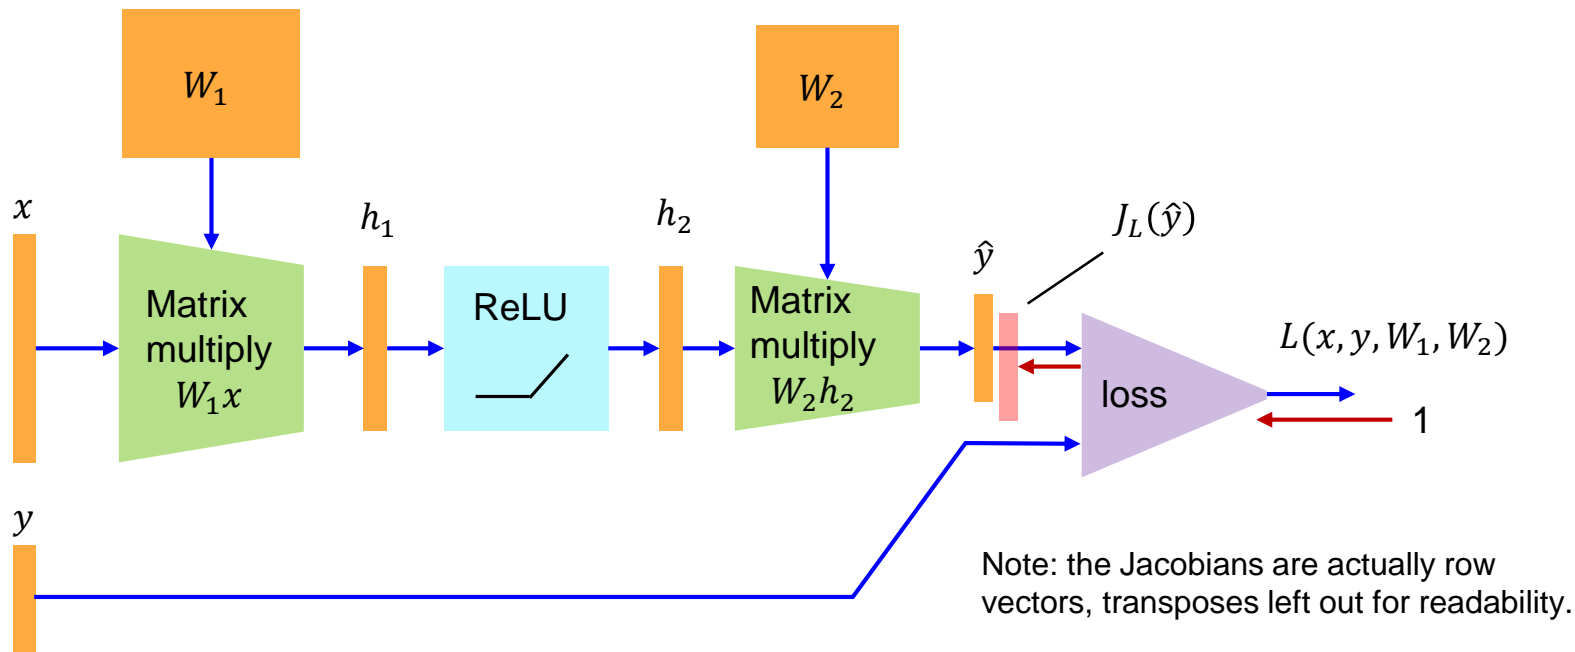 W₁
W₂
x
h₁
h₂
ŷ
J_L(ŷ)
Matrix
multiply
W₁x
ReLU
Matrix
multiply
W₂h₂
loss
L(x, y, W₁, W₂)
1
y
Note: the Jacobians are actually row
vectors, transposes left out for readability.